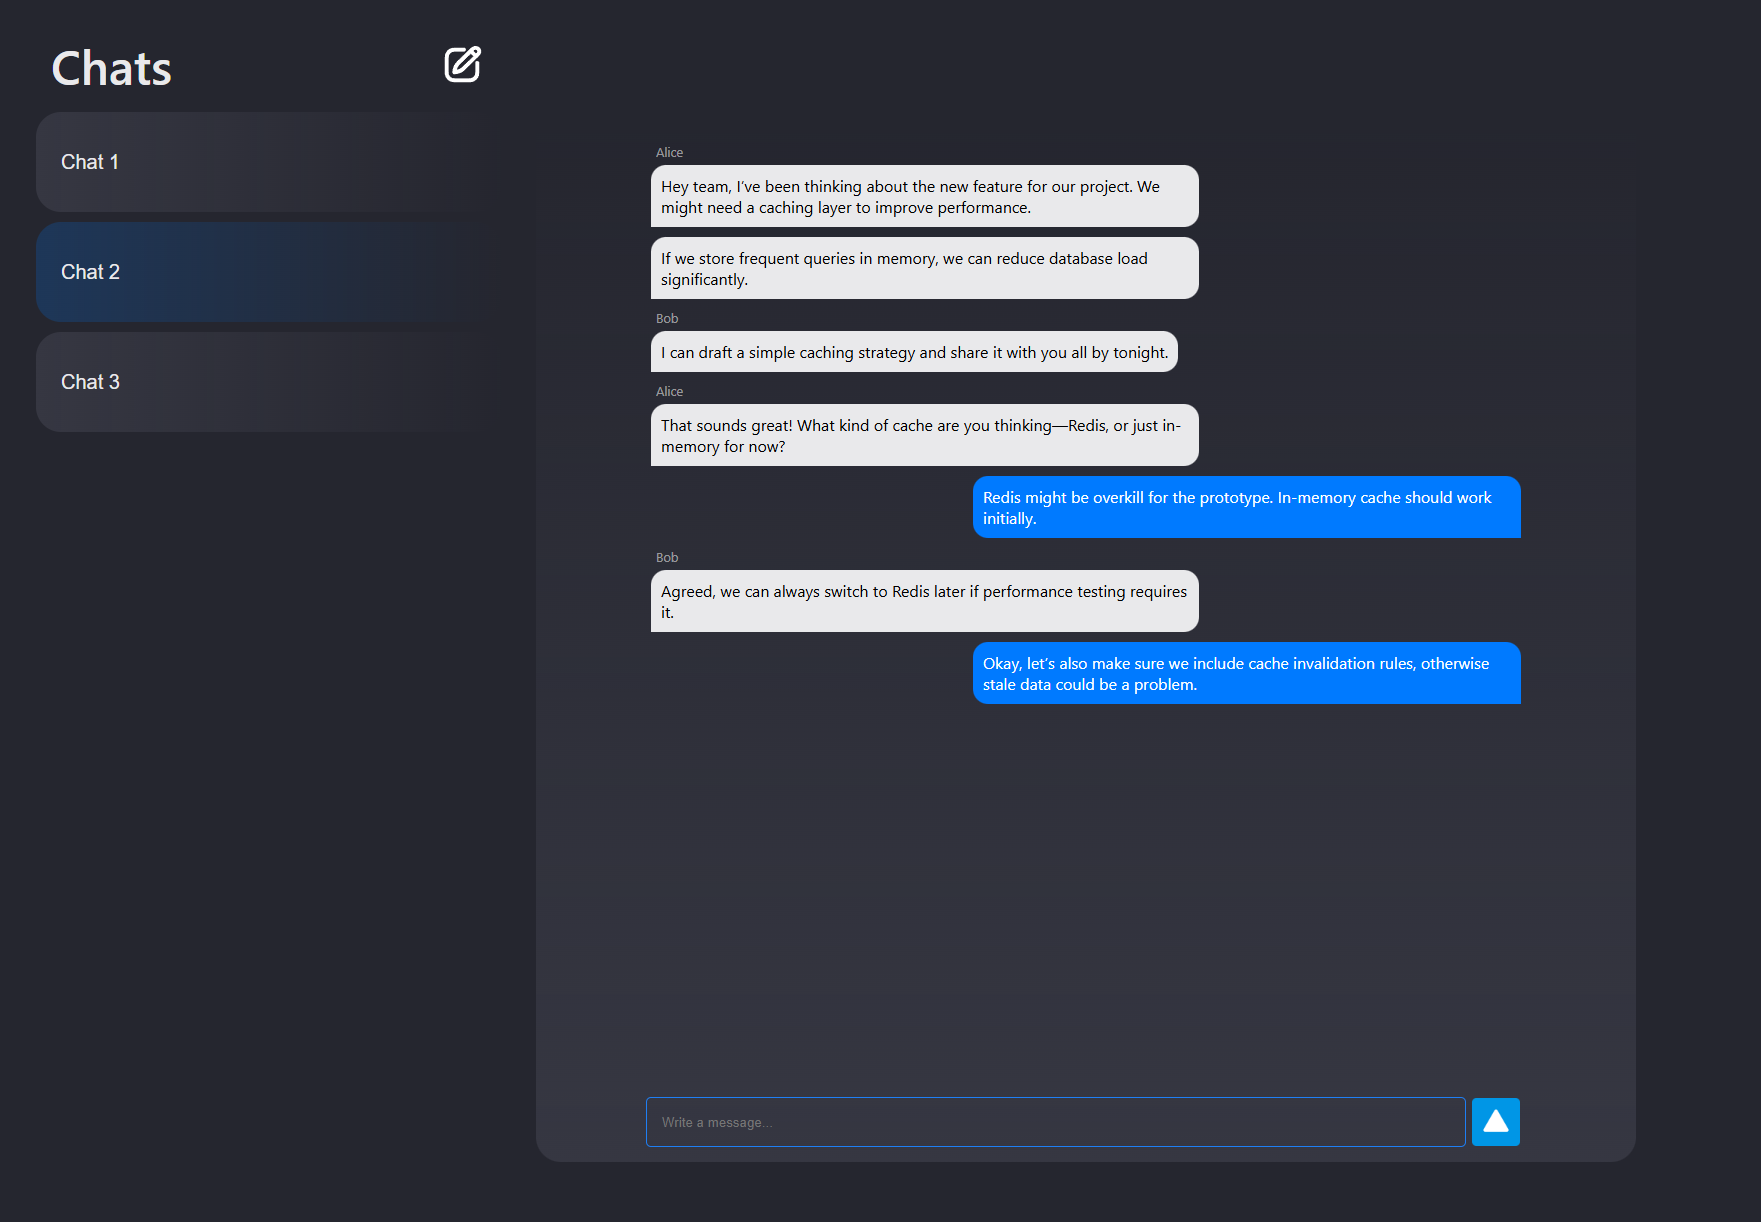 Chats
Chat 1
Chat 2
Chat 3
Alice
Hey team, I’ve been thinking about the new feature for our project. We
might need a caching layer to improve performance.
If we store frequent queries in memory, we can reduce database load
significantly.
Bob
I can draft a simple caching strategy and share it with you all by tonight.
Alice
That sounds great! What kind of cache are you thinking—Redis, or just in-
memory for now?
Redis might be overkill for the prototype. In-memory cache should work
initially.
Bob
Agreed, we can always switch to Redis later if performance testing requires
it.
Okay, let’s also make sure we include cache invalidation rules, otherwise
stale data could be a problem.
Write a message...